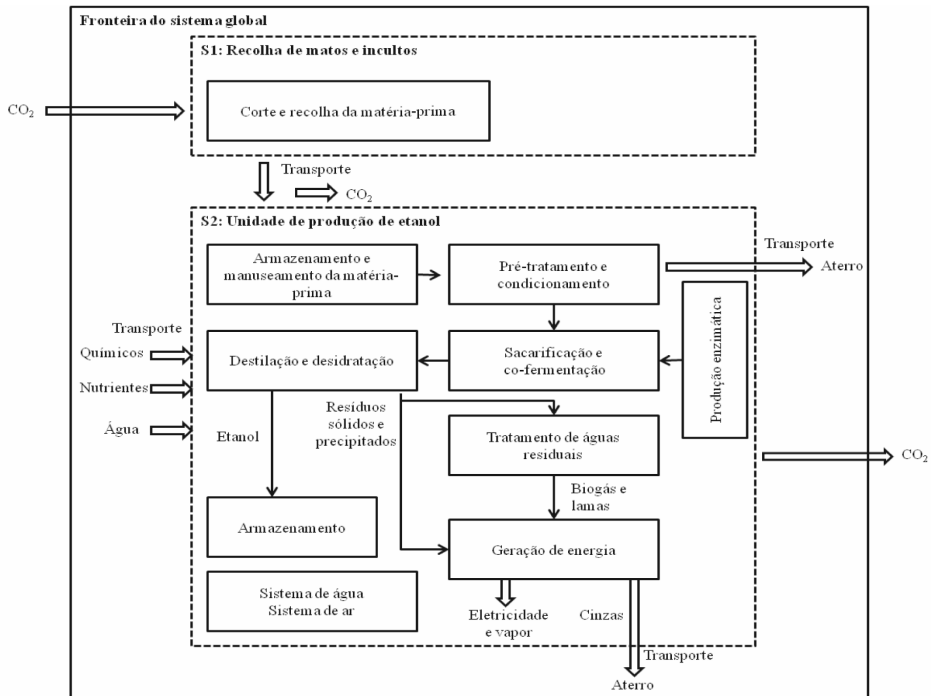 Fronteira do sistema global
S1: Recolha de matos e incultos
Corte e recolha da matéria-prima
CO2
Transporte
CO2
S2: Unidade de produção de etanol
Armazenamento e
manuseamento da matéria-
prima
Pré-tratamento e
condicionamento
Transporte
Aterro
Transporte
Químicos
Nutrientes
Água
Destilação e desidratação
Sacarificação e
co-fermentação
Produção enzimática
Etanol
Resíduos
sólidos e
precipitados
Tratamento de águas
residuais
CO2
Biogás e
lamas
Armazenamento
Geração de energia
Sistema de água
Sistema de ar
Eletricidade
e vapor
Cinzas
Transporte
Aterro